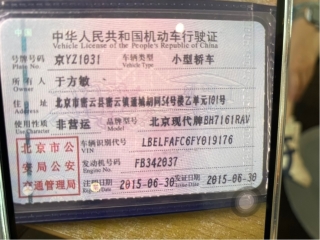 中华人民共和国机动车行驶证
Vehicle License of the People's Republic of China
号牌号码 京YZ1031 车辆类型 小型轿车
Plate No. Vehicle Type
所有人 于方敏
Owner
住址 北京市密云县密云镇通城胡同54号楼乙单元101号
Address
使用性质 非营运 品牌型号 北京现代牌BH7161RAV
Use Character Model
北京市公安局公安交通管理局
车辆识别代号 LBELFAFC6FY019176
VIN
发动机号码 FB342037
Engine No.
注册日期 2015-06-30 发证日期 2015-06-30